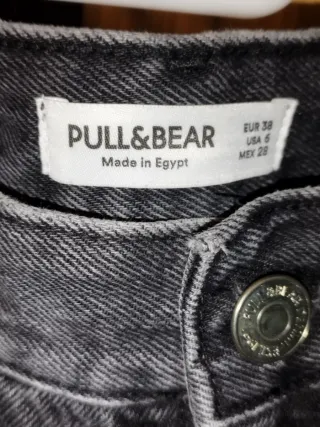 PULL&BEAR
Made in Egypt
EUR 38
USA 6
MEX 28